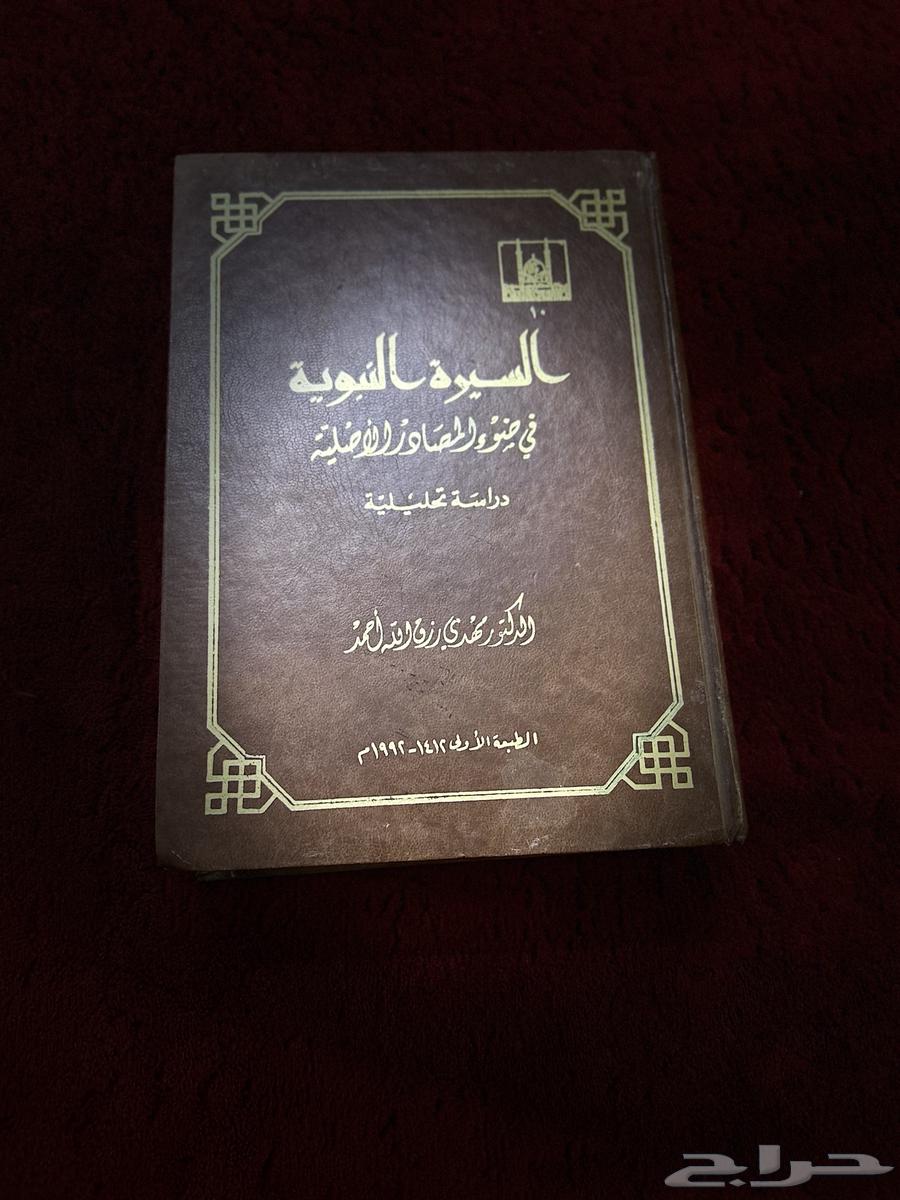 ١٠
السيرة النبوية
في ضوء المصادر الأصلية
دراسة تحليلية
الدكتور مهدي رزق الله أحمد
الطبعة الأولى ١٤١٢ - ١٩٩٢م
حراج